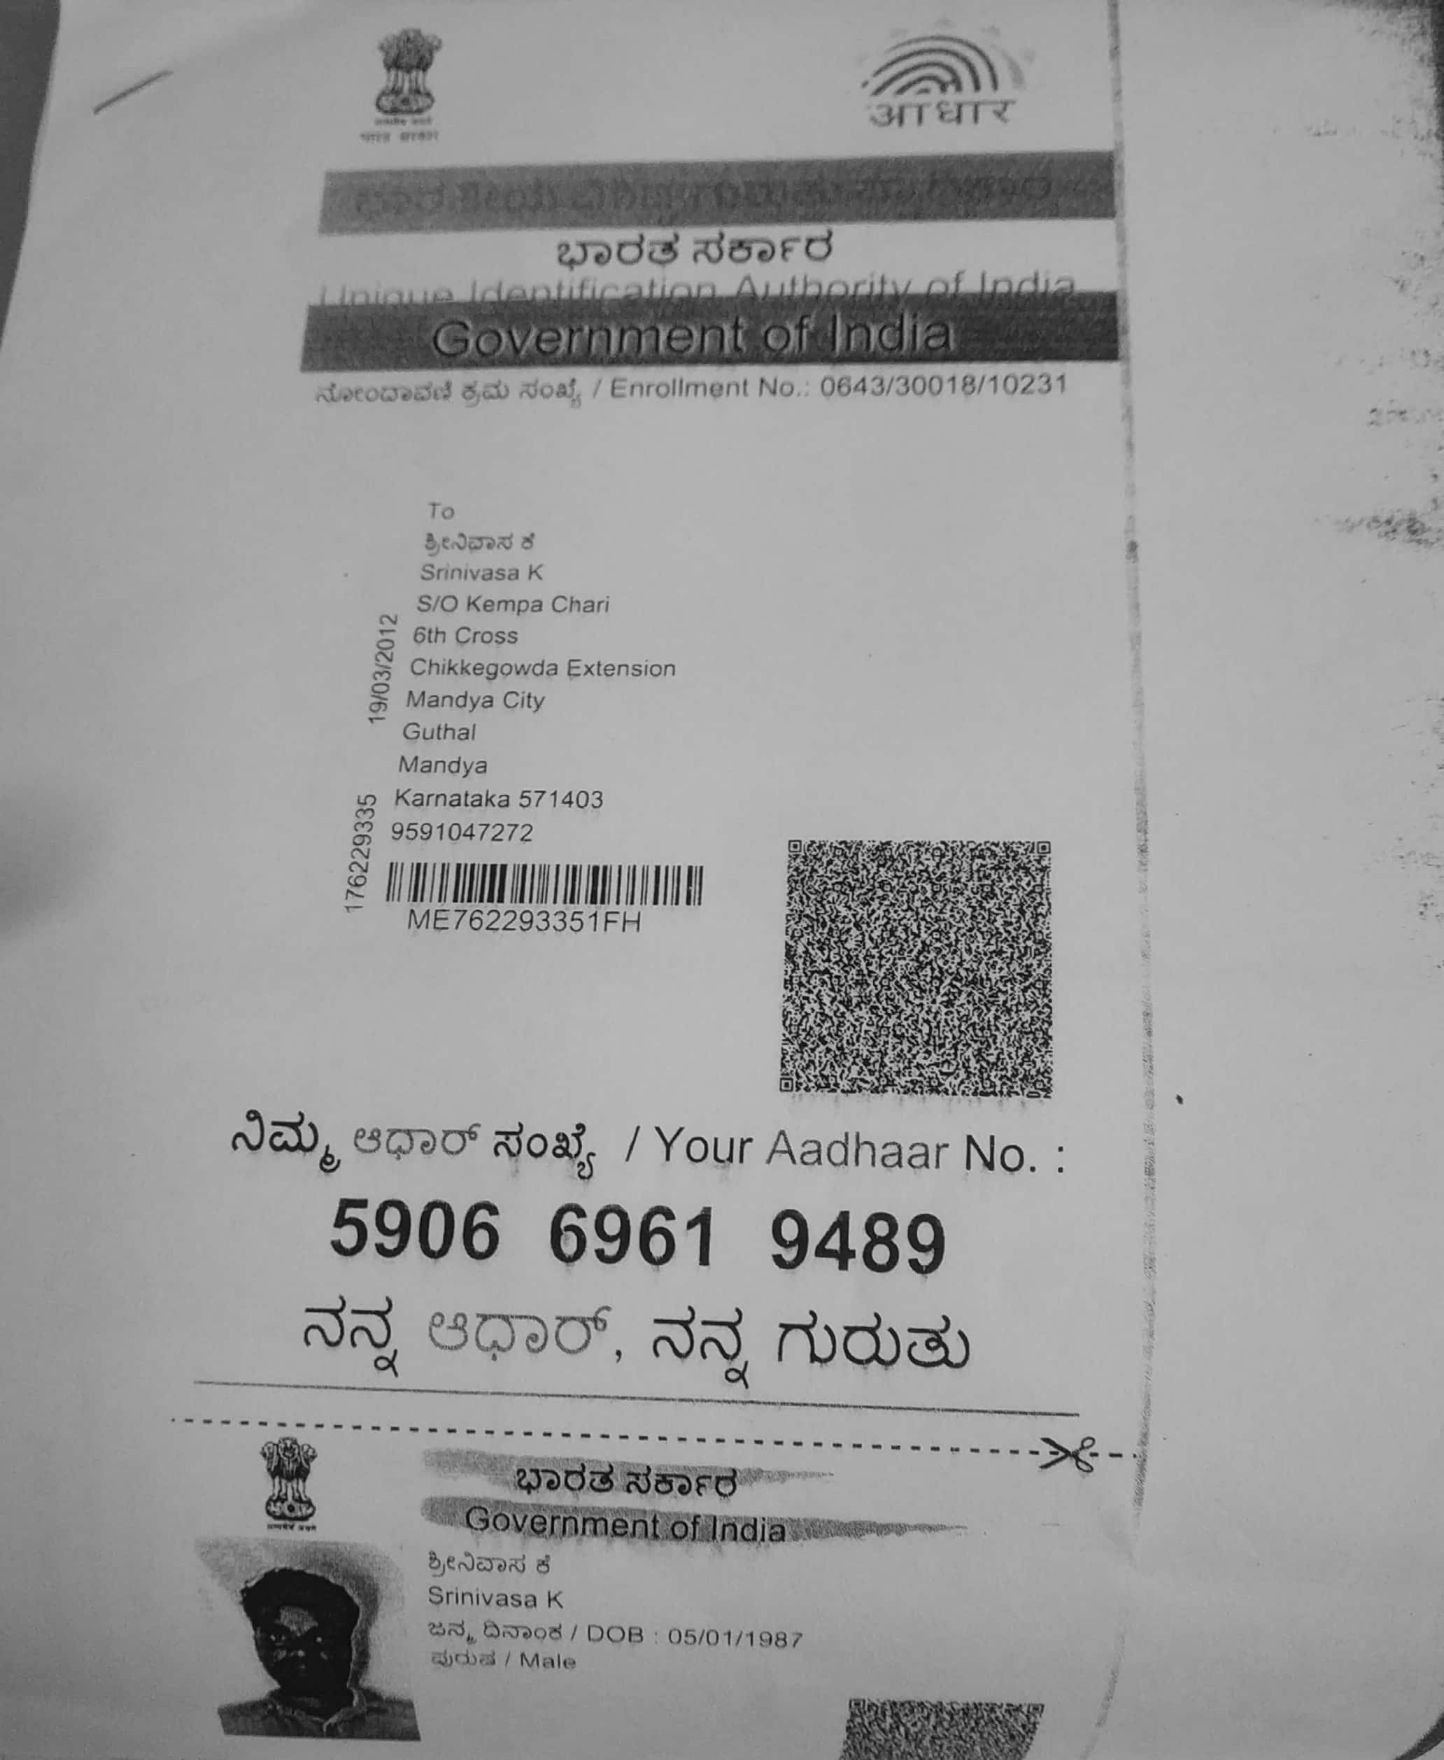 भारत सरकार
आधार
ಭಾರತ ಸರ್ಕಾರ
Unique Identification Authority of India
Government of India
ನೋಂದಾವಣಿ ಕ್ರಮ ಸಂಖ್ಯೆ / Enrollment No.: 0643/30018/10231
To
ಶ್ರೀನಿವಾಸ ಕೆ
Srinivasa K
S/O Kempa Chari
6th Cross
Chikkegowda Extension
Mandya City
Guthal
Mandya
Karnataka 571403
9591047272
19/03/2012
176229335
ME762293351FH
ನಿಮ್ಮ ಆಧಾರ್ ಸಂಖ್ಯೆ / Your Aadhaar No. :
5906 6961 9489
ನನ್ನ ಆಧಾರ್, ನನ್ನ ಗುರುತು
ಭಾರತ ಸರ್ಕಾರ
Government of India
ಶ್ರೀನಿವಾಸ ಕೆ
Srinivasa K
ಜನ್ಮ ದಿನಾಂಕ / DOB : 05/01/1987
ಪುರುಷ / Male